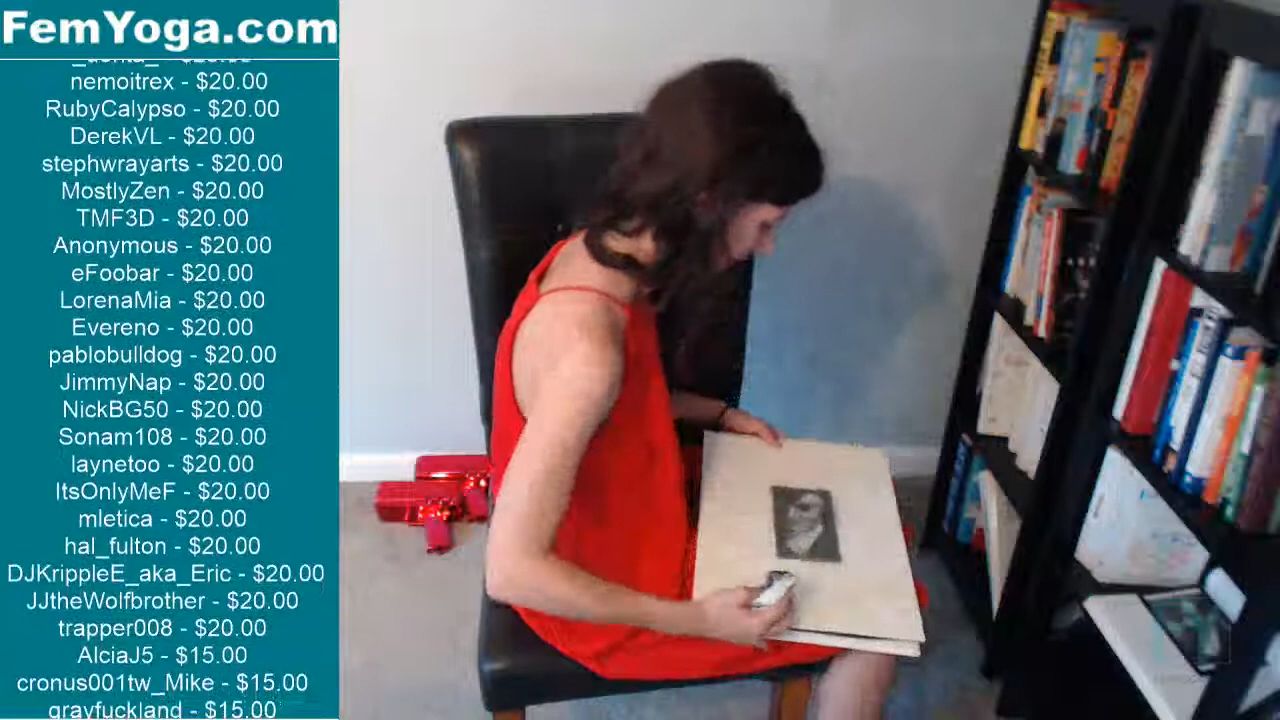 FemYoga.com
nemoitrex - $20.00
RubyCalypso - $20.00
DerekVL - $20.00
stephwrayarts - $20.00
MostlyZen - $20.00
TMF3D - $20.00
Anonymous - $20.00
eFoobar - $20.00
LorenaMia - $20.00
Evereno - $20.00
pablobulldog - $20.00
JimmyNap - $20.00
NickBG50 - $20.00
Sonam108 - $20.00
laynetoo - $20.00
ItsOnlyMeF - $20.00
mletica - $20.00
hal_fulton - $20.00
DJKrippleE_aka_Eric - $20.00
JJtheWolfbrother - $20.00
trapper008 - $20.00
AlciaJ5 - $15.00
cronus001tw_Mike - $15.00
grayfuckland - $15.00